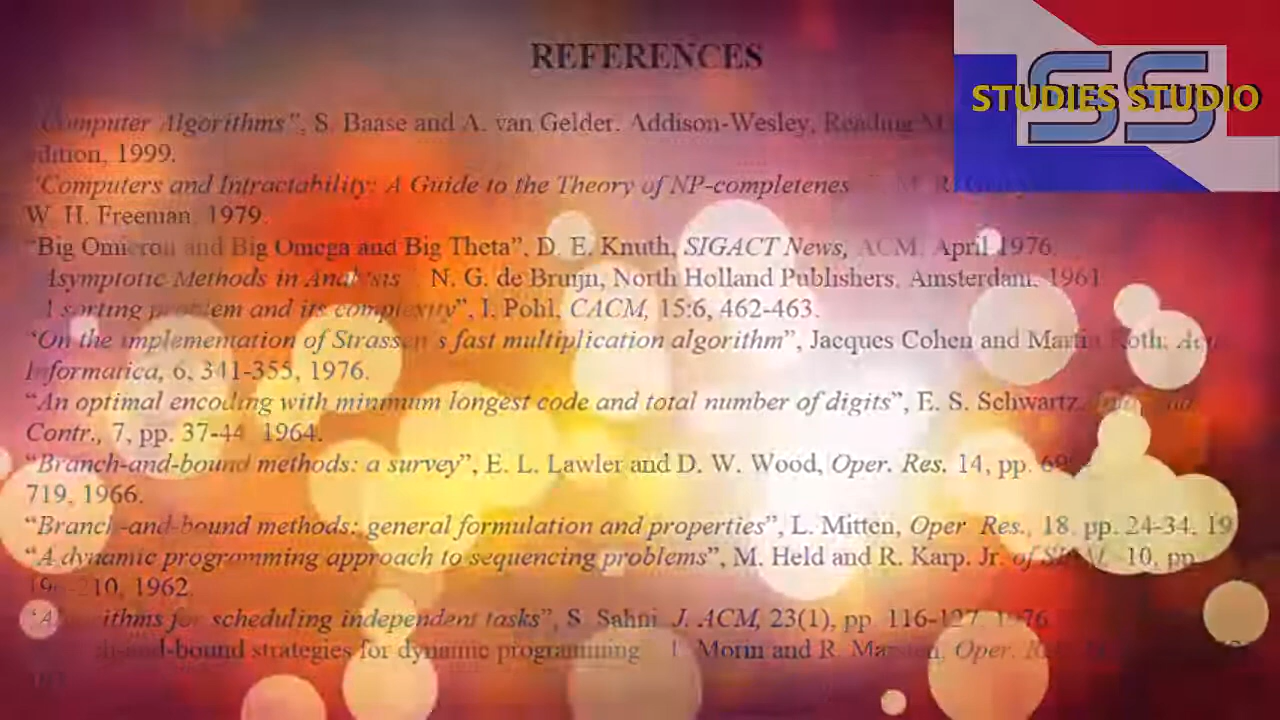 REFERENCES
SS
STUDIES STUDIO
Computer Algorithms”, S. Baase and A. van Gelder. Addison-Wesley, Reading
edition, 1999.
“Computers and Intractability: A Guide to the Theory of NP-completenes
W. H. Freeman, 1979.
“Big Omicron and Big Omega and Big Theta”, D. E. Knuth, SIGACT News, ACM, April 1976.
Asymptotic Methods in Analysis N. G. de Bruijn, North Holland Publishers, Amsterdam, 1961
sorting problem and its complexity”, I. Pohl, CACM, 15:6, 462-463.
“On the implementation of Strassen s fast multiplication algorithm”, Jacques Cohen and Martin Roth,
Informatica, 6, 341-355, 1976.
“An optimal encoding with minimum longest code and total number of digits”, E. S. Schwartz,
Contr., 7, pp. 37-44 1964.
“Branch-and-bound methods: a survey”, E. L. Lawler and D. W. Wood, Oper. Res. 14, pp.
719, 1966.
“Branch-and-bound methods: general formulation and properties”, L. Mitten, Oper Res., 18, pp. 24-34, 19
“A dynamic programming approach to sequencing problems”, M. Held and R. Karp, Jr. of 10, pp
1962.
for scheduling independent tasks”, S Sahni J. ACM, 23(1), pp 116-127,
and-bound strategies for dynamic programming Morin and R. Marsten, Oper.